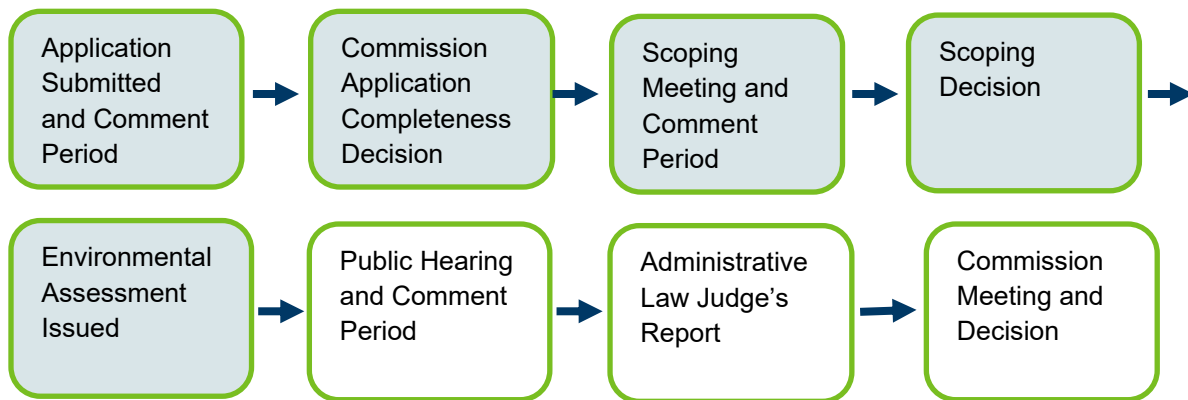 Application
Submitted
and Comment
Period
Commission
Application
Completeness
Decision
Scoping
Meeting and
Comment
Period
Scoping
Decision
Environmental
Assessment
Issued
Public Hearing
and Comment
Period
Administrative
Law Judge’s
Report
Commission
Meeting and
Decision